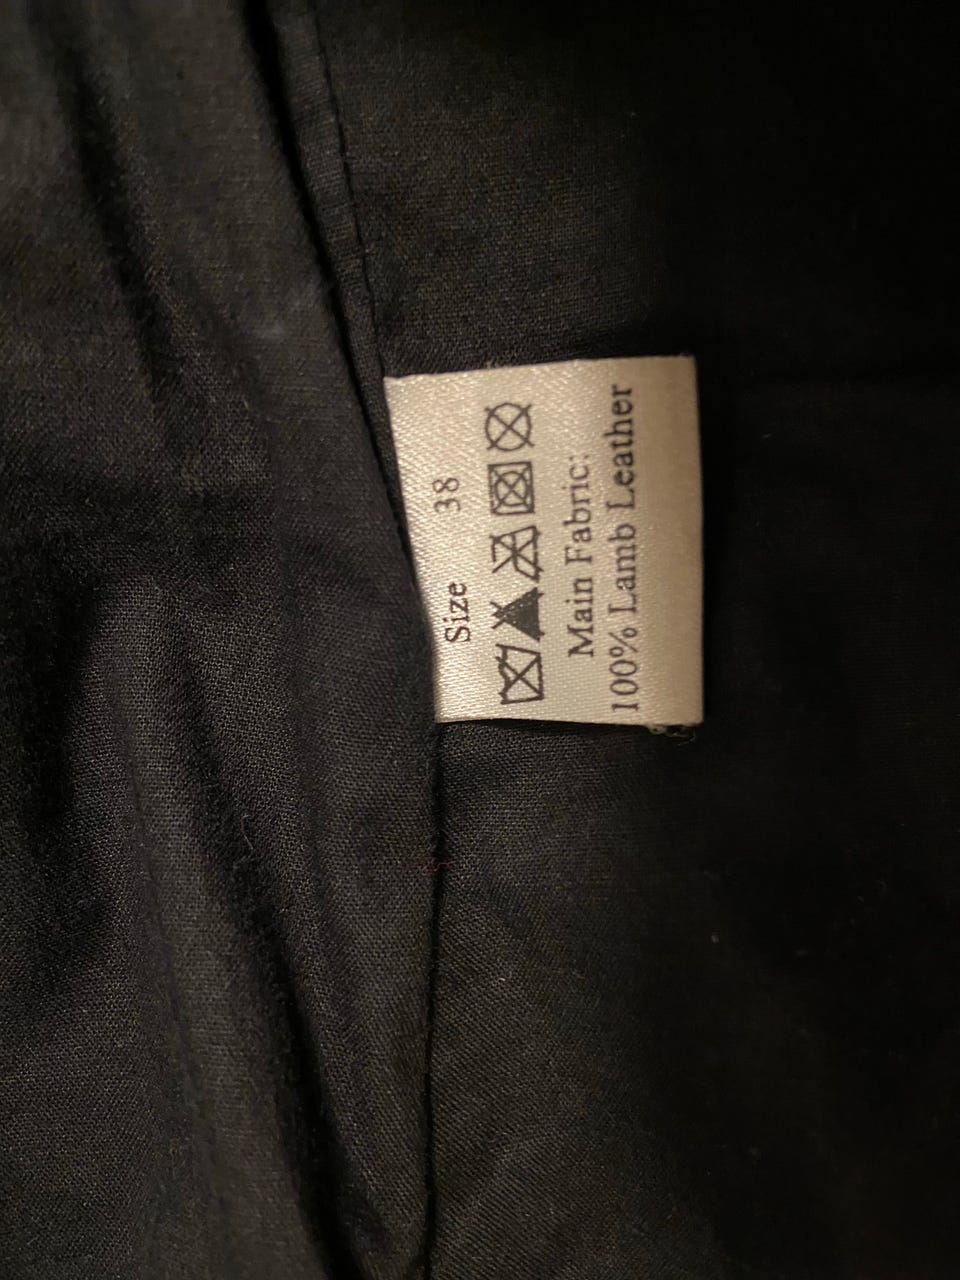 Size 38
Main Fabric:
100% Lamb Leather